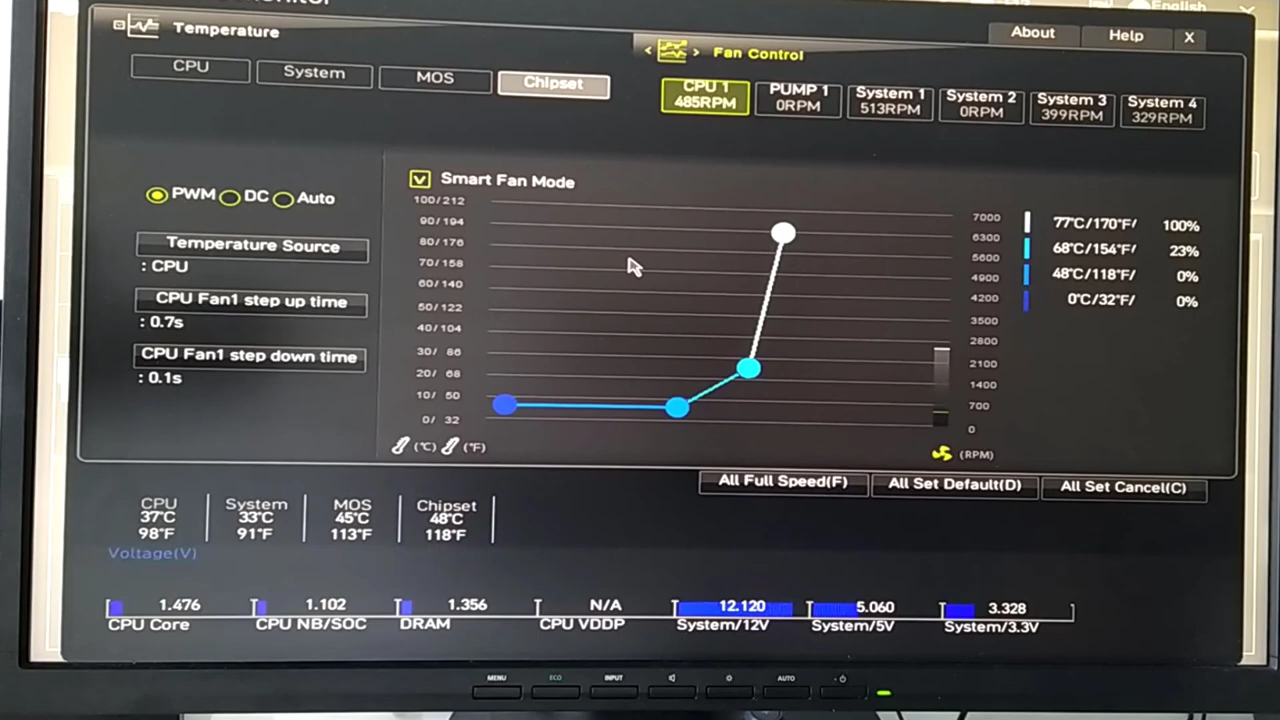 English
Temperature
About
Help
X
< > Fan Control
CPU
System
MOS
Chipset
CPU 1
485RPM
PUMP 1
0RPM
System 1
513RPM
System 2
0RPM
System 3
399RPM
System 4
329RPM
PWM
DC
Auto
Temperature Source
: CPU
CPU Fan1 step up time
: 0.7s
CPU Fan1 step down time
: 0.1s
Smart Fan Mode
100/212
90/194
80/176
70/158
60/140
50/122
40/104
30/ 86
20/ 68
10/ 50
0/ 32
(℃)
(℉)
7000
6300
5600
4900
4200
3500
2800
2100
1400
700
0
(RPM)
77℃/170℉/ 100%
68℃/154℉/ 23%
48℃/118℉/ 0%
0℃/32℉/ 0%
All Full Speed(F)
All Set Default(D)
All Set Cancel(C)
CPU
37℃
98℉
System
33℃
91℉
MOS
45℃
113℉
Chipset
48℃
118℉
Voltage(V)
1.476
CPU Core
1.102
CPU NB/SOC
1.356
DRAM
N/A
CPU VDDP
12.120
System/12V
5.060
System/5V
3.328
System/3.3V
MENU
ECO
INPUT
AUTO